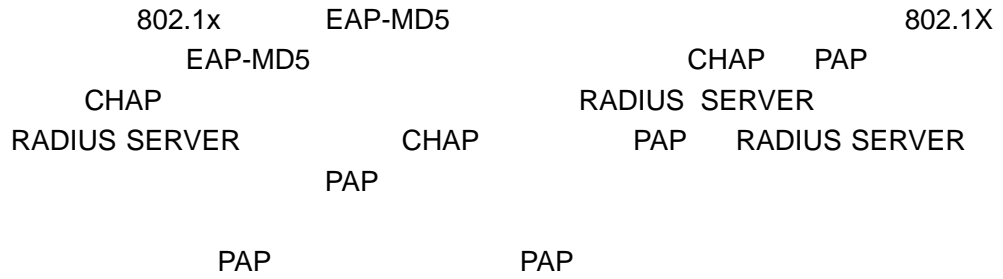 802.1x EAP-MD5 802.1X
EAP-MD5 CHAP PAP
CHAP RADIUS SERVER
RADIUS SERVER CHAP PAP RADIUS SERVER
PAP
PAP PAP